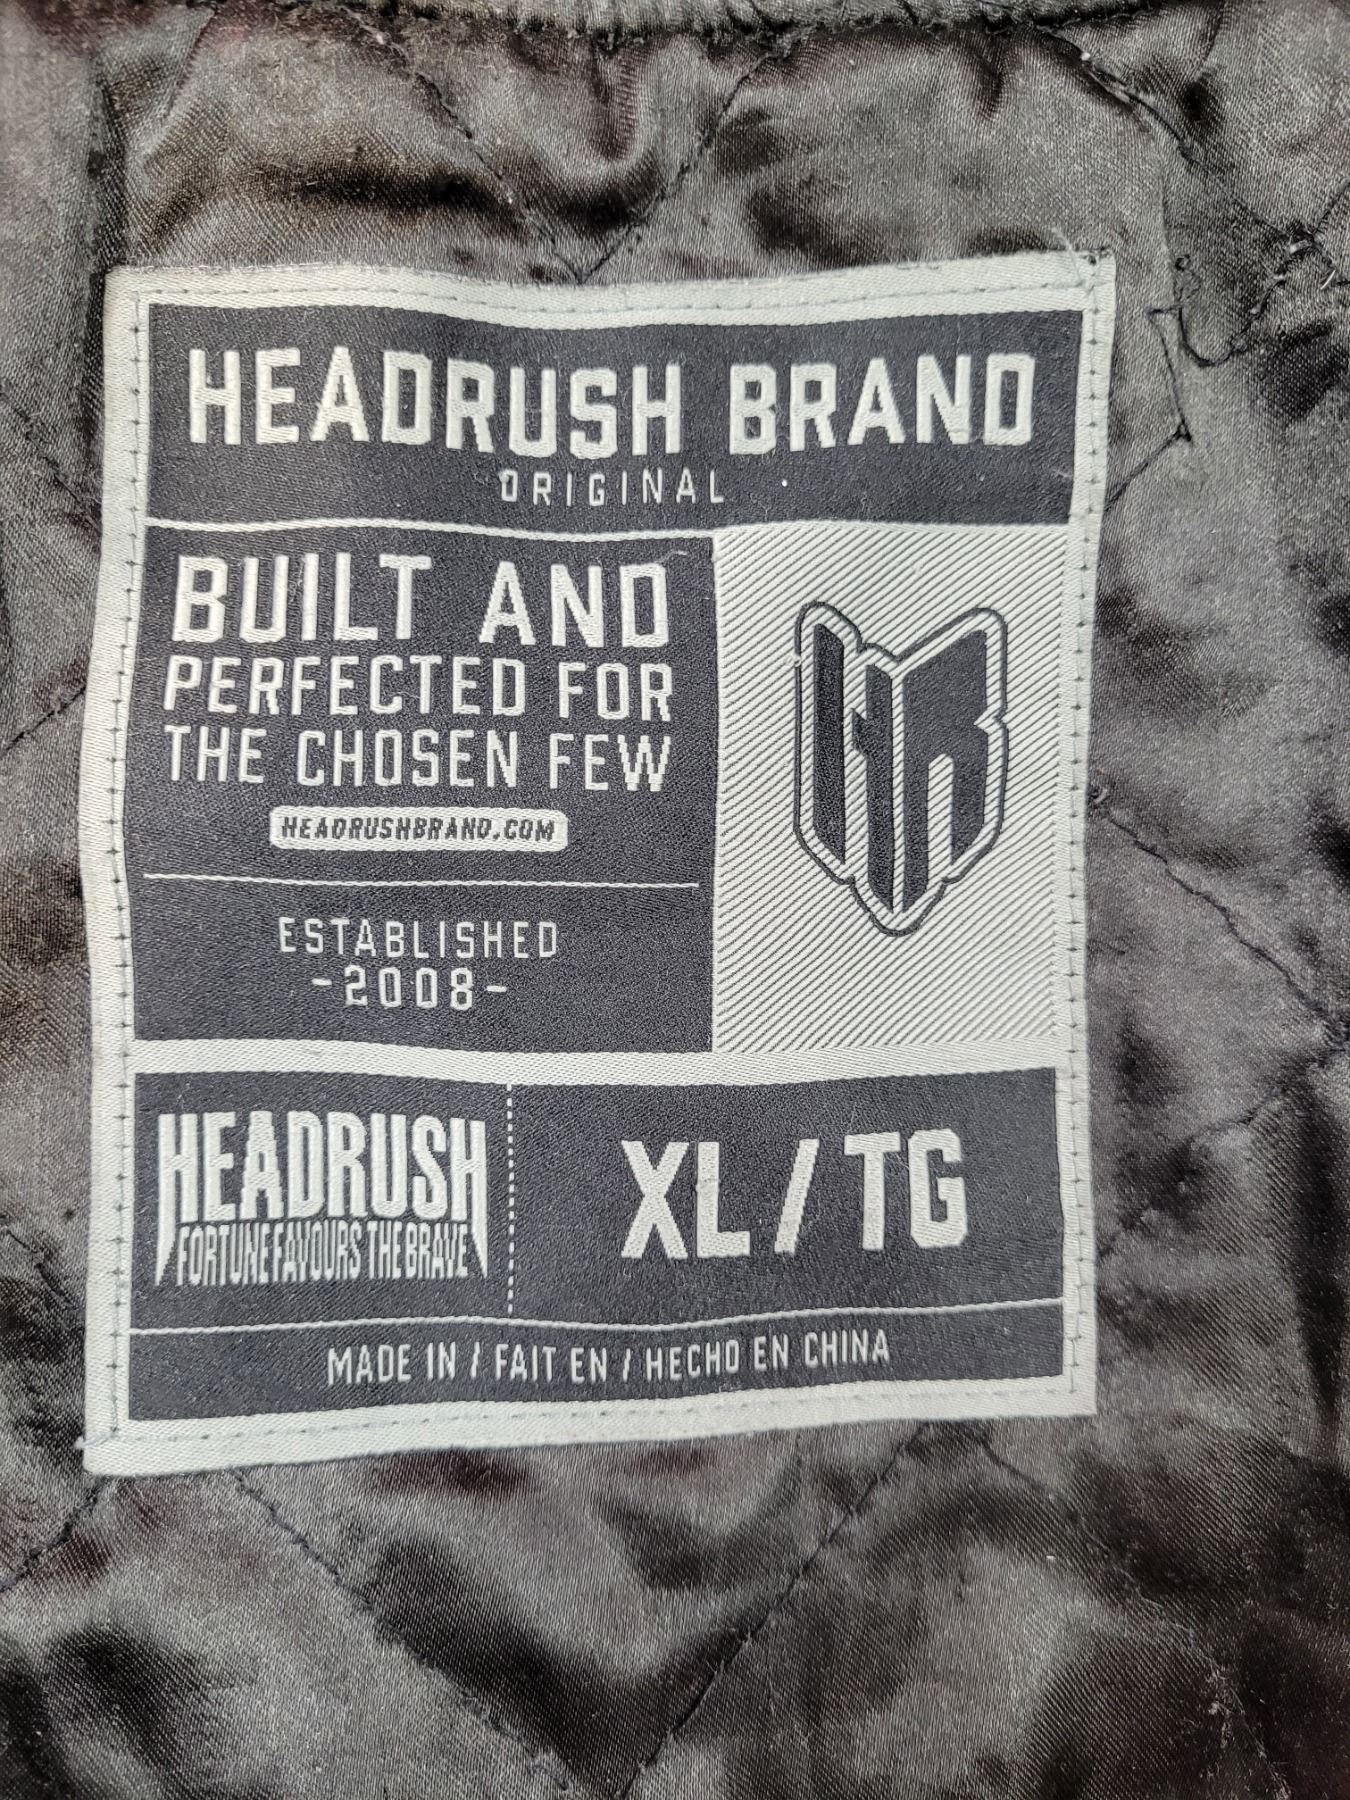 HEADRUSH BRAND
ORIGINAL
BUILT AND
PERFECTED FOR
THE CHOSEN FEW
HEADRUSHBRAND.COM
ESTABLISHED
-2008-
HR
HEADRUSH
FORTUNE FAVOURS THE BRAVE
XL / TG
MADE IN / FAIT EN / HECHO EN CHINA